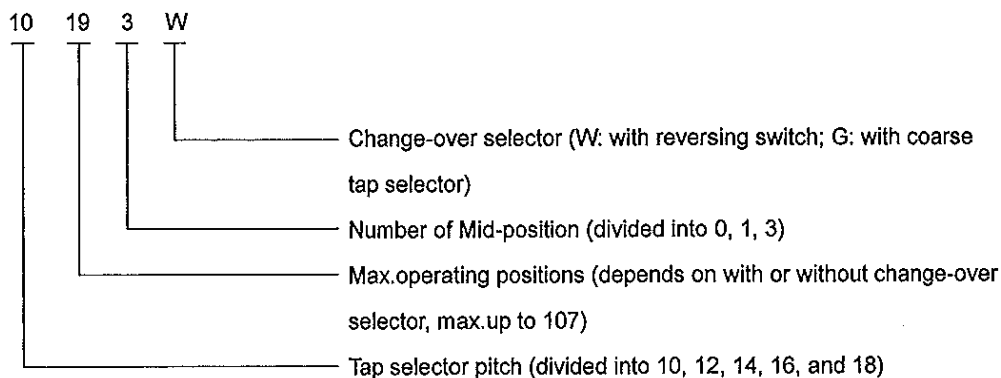 10 19 3 W
Change-over selector (W: with reversing switch; G: with coarse
tap selector)
Number of Mid-position (divided into 0, 1, 3)
Max.operating positions (depends on with or without change-over
selector, max.up to 107)
Tap selector pitch (divided into 10, 12, 14, 16, and 18)